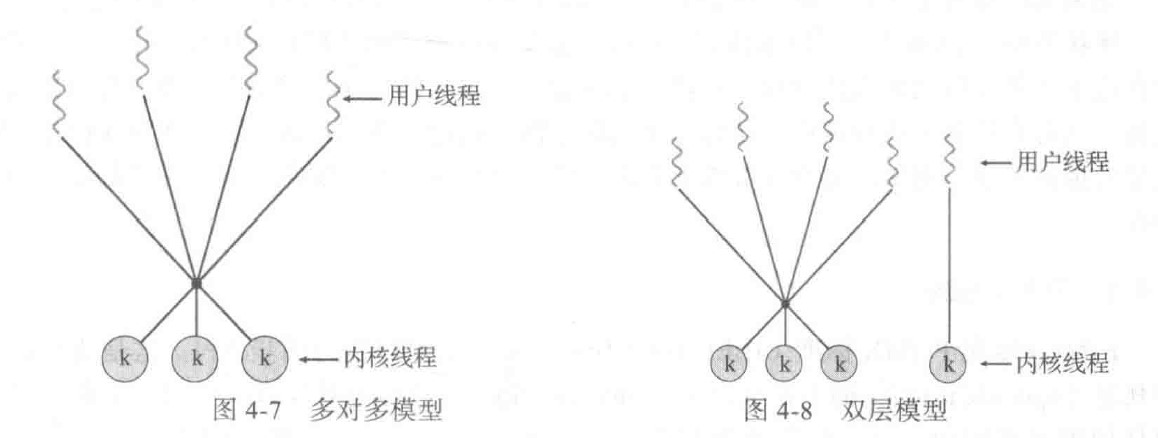 用户线程
k k k
内核线程
图 4-7 多对多模型
用户线程
k k k k
内核线程
图 4-8 双层模型